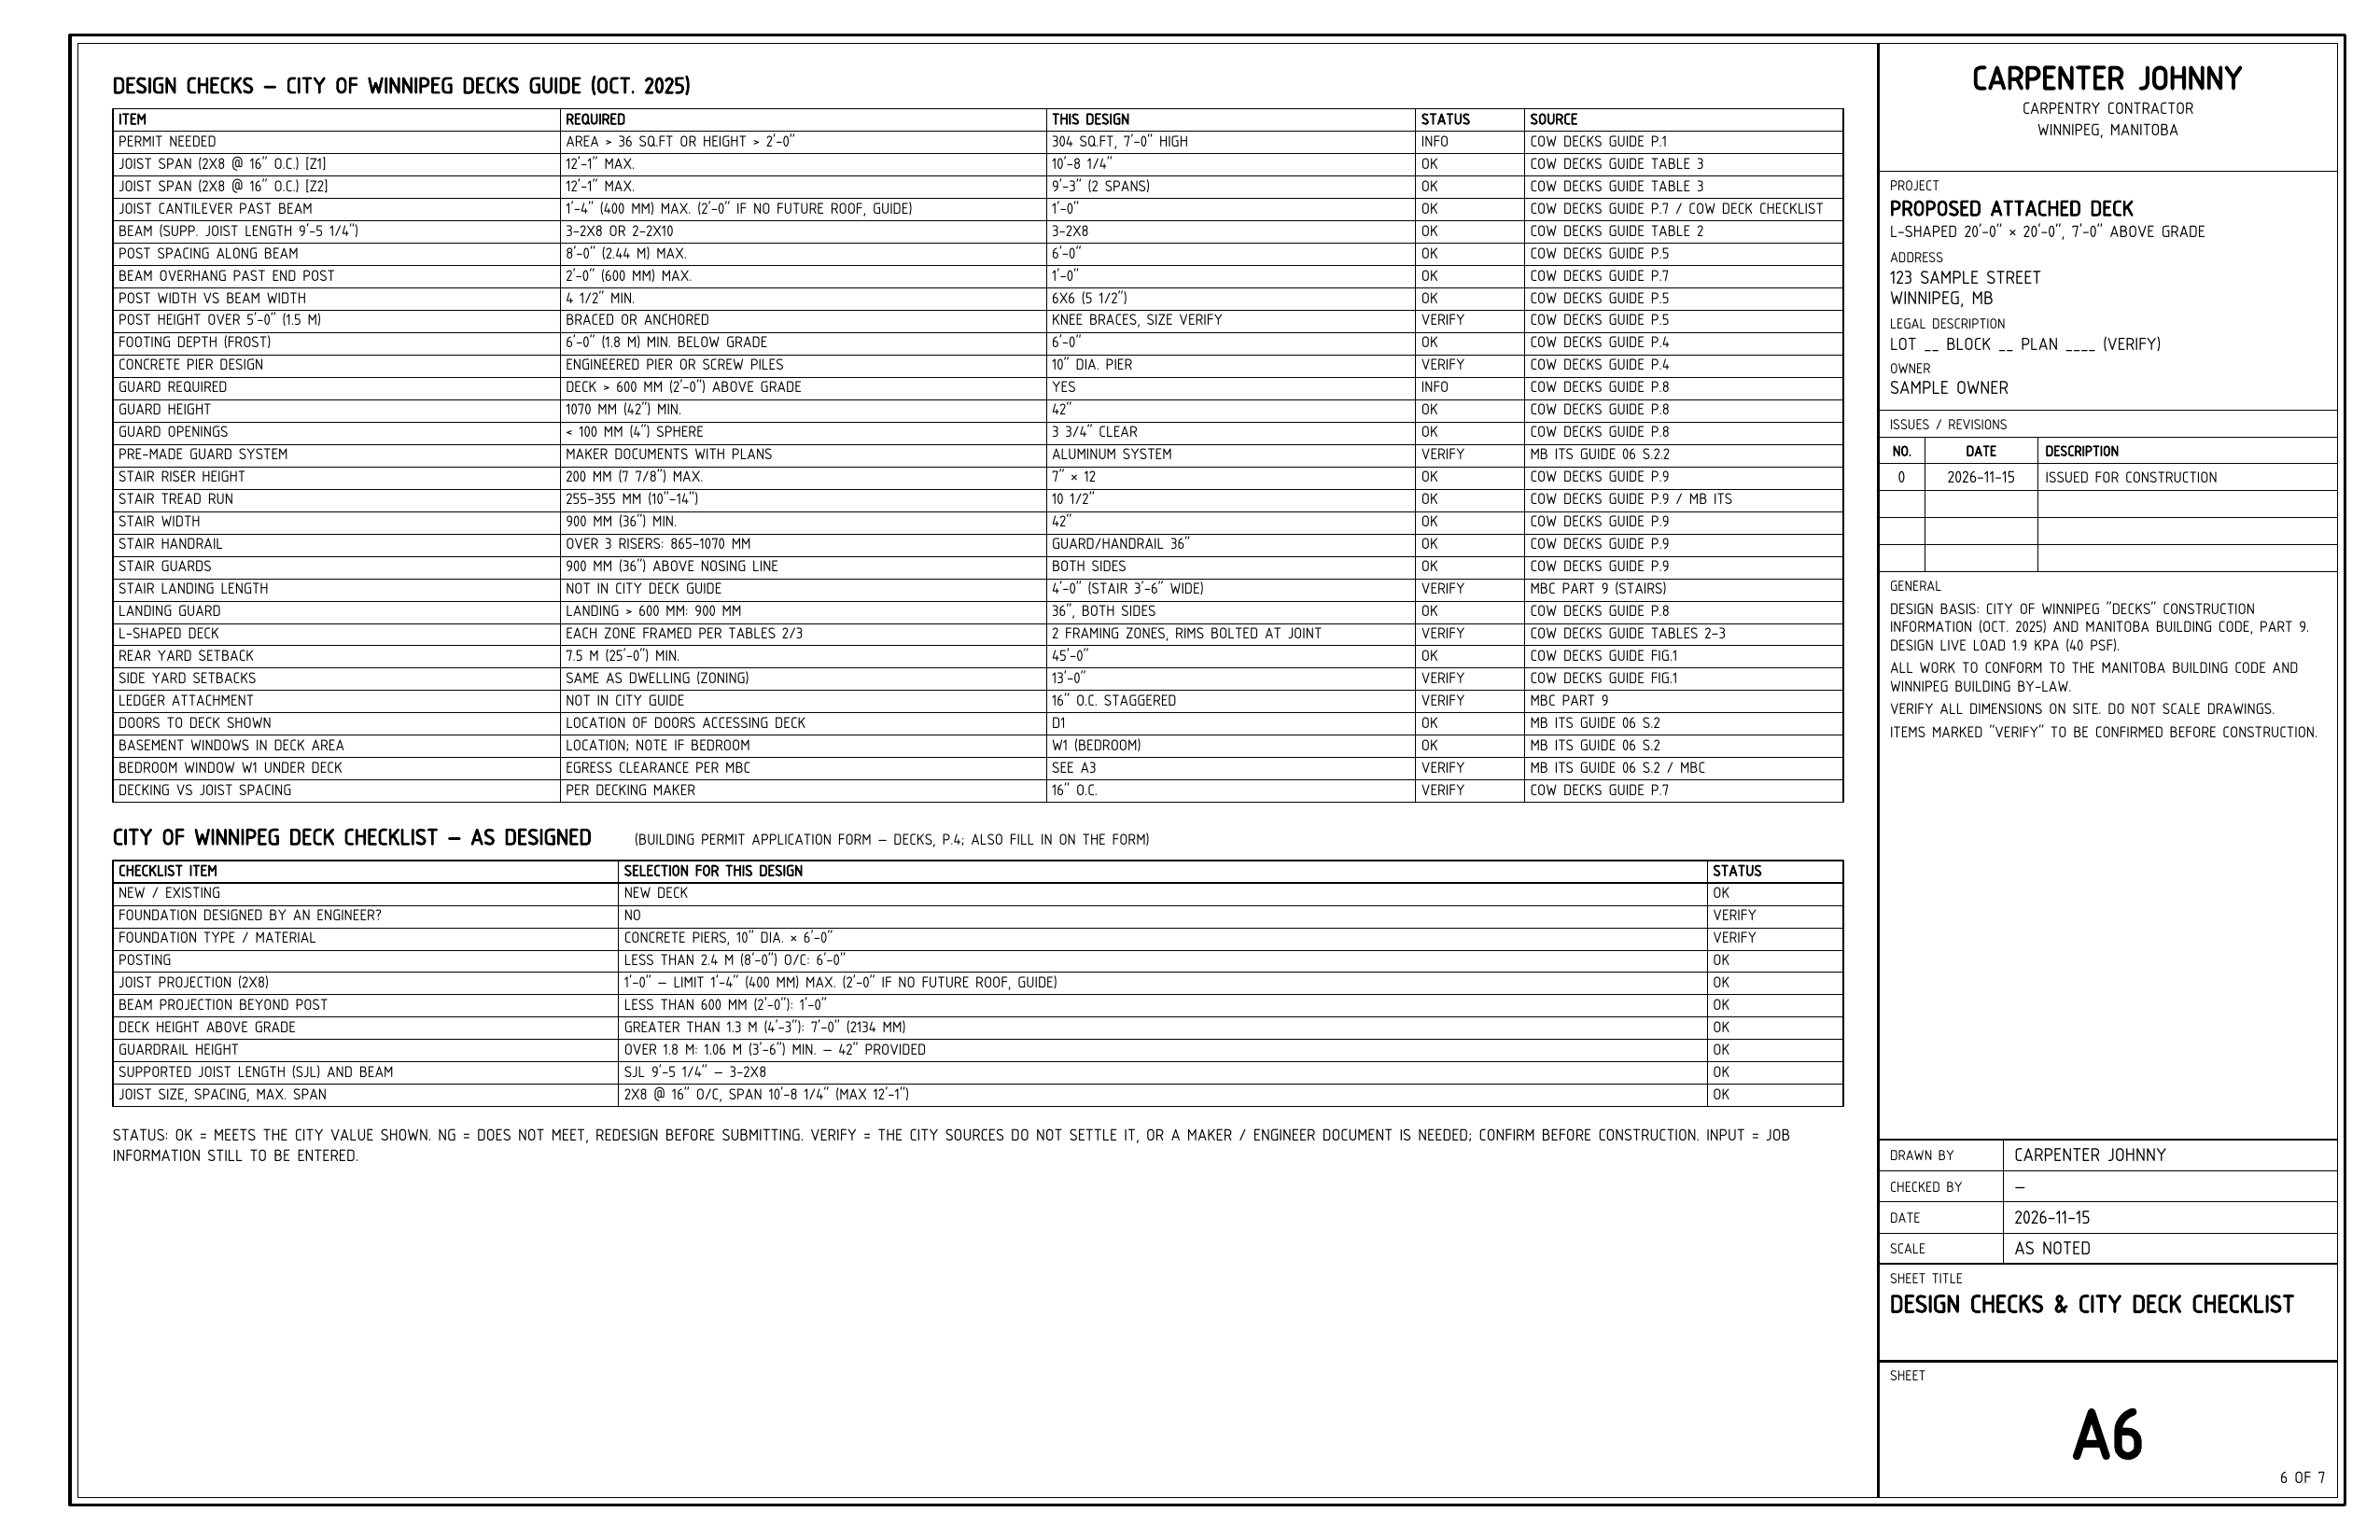 DESIGN CHECKS – CITY OF WINNIPEG DECKS GUIDE (OCT. 2025)
ITEM REQUIRED THIS DESIGN STATUS SOURCE
PERMIT NEEDED AREA > 36 SQ.FT OR HEIGHT > 2'-0" 304 SQ.FT, 7'-0" HIGH INFO COW DECKS GUIDE P.1
JOIST SPAN (2X8 @ 16" O.C.) [Z1] 12'-1" MAX. 10'-8 1/4" OK COW DECKS GUIDE TABLE 3
JOIST SPAN (2X8 @ 16" O.C.) [Z2] 12'-1" MAX. 9'-3" (2 SPANS) OK COW DECKS GUIDE TABLE 3
JOIST CANTILEVER PAST BEAM 1'-4" (400 MM) MAX. (2'-0" IF NO FUTURE ROOF, GUIDE) 1'-0" OK COW DECKS GUIDE P.7 / COW DECK CHECKLIST
BEAM (SUPP. JOIST LENGTH 9'-5 1/4") 3-2X8 OR 2-2X10 3-2X8 OK COW DECKS GUIDE TABLE 2
POST SPACING ALONG BEAM 8'-0" (2.44 M) MAX. 6'-0" OK COW DECKS GUIDE P.5
BEAM OVERHANG PAST END POST 2'-0" (600 MM) MAX. 1'-0" OK COW DECKS GUIDE P.7
POST WIDTH VS BEAM WIDTH 4 1/2" MIN. 6X6 (5 1/2") OK COW DECKS GUIDE P.5
POST HEIGHT OVER 5'-0" (1.5 M) BRACED OR ANCHORED KNEE BRACES, SIZE VERIFY VERIFY COW DECKS GUIDE P.5
FOOTING DEPTH (FROST) 6'-0" (1.8 M) MIN. BELOW GRADE 6'-0" OK COW DECKS GUIDE P.4
CONCRETE PIER DESIGN ENGINEERED PIER OR SCREW PILES 10" DIA. PIER VERIFY COW DECKS GUIDE P.4
GUARD REQUIRED DECK > 600 MM (2'-0") ABOVE GRADE YES INFO COW DECKS GUIDE P.8
GUARD HEIGHT 1070 MM (42") MIN. 42" OK COW DECKS GUIDE P.8
GUARD OPENINGS < 100 MM (4") SPHERE 3 3/4" CLEAR OK COW DECKS GUIDE P.8
PRE-MADE GUARD SYSTEM MAKER DOCUMENTS WITH PLANS ALUMINUM SYSTEM VERIFY MB ITS GUIDE 06 S.2.2
STAIR RISER HEIGHT 200 MM (7 7/8") MAX. 7" × 12 OK COW DECKS GUIDE P.9
STAIR TREAD RUN 255-355 MM (10"-14") 10 1/2" OK COW DECKS GUIDE P.9 / MB ITS
STAIR WIDTH 900 MM (36") MIN. 42" OK COW DECKS GUIDE P.9
STAIR HANDRAIL OVER 3 RISERS: 865-1070 MM GUARD/HANDRAIL 36" OK COW DECKS GUIDE P.9
STAIR GUARDS 900 MM (36") ABOVE NOSING LINE BOTH SIDES OK COW DECKS GUIDE P.9
STAIR LANDING LENGTH NOT IN CITY DECK GUIDE 4'-0" (STAIR 3'-6" WIDE) VERIFY MBC PART 9 (STAIRS)
LANDING GUARD LANDING > 600 MM: 900 MM 36", BOTH SIDES OK COW DECKS GUIDE P.8
L-SHAPED DECK EACH ZONE FRAMED PER TABLES 2/3 2 FRAMING ZONES, RIMS BOLTED AT JOINT VERIFY COW DECKS GUIDE TABLES 2-3
REAR YARD SETBACK 7.5 M (25'-0") MIN. 45'-0" OK COW DECKS GUIDE FIG.1
SIDE YARD SETBACKS SAME AS DWELLING (ZONING) 13'-0" VERIFY COW DECKS GUIDE FIG.1
LEDGER ATTACHMENT NOT IN CITY GUIDE 16" O.C. STAGGERED VERIFY MBC PART 9
DOORS TO DECK SHOWN LOCATION OF DOORS ACCESSING DECK D1 OK MB ITS GUIDE 06 S.2
BASEMENT WINDOWS IN DECK AREA LOCATION; NOTE IF BEDROOM W1 (BEDROOM) OK MB ITS GUIDE 06 S.2
BEDROOM WINDOW W1 UNDER DECK EGRESS CLEARANCE PER MBC SEE A3 VERIFY MB ITS GUIDE 06 S.2 / MBC
DECKING VS JOIST SPACING PER DECKING MAKER 16" O.C. VERIFY COW DECKS GUIDE P.7
CITY OF WINNIPEG DECK CHECKLIST – AS DESIGNED (BUILDING PERMIT APPLICATION FORM – DECKS, P.4; ALSO FILL IN ON THE FORM)
CHECKLIST ITEM SELECTION FOR THIS DESIGN STATUS
NEW / EXISTING NEW DECK OK
FOUNDATION DESIGNED BY AN ENGINEER? NO VERIFY
FOUNDATION TYPE / MATERIAL CONCRETE PIERS, 10" DIA. × 6'-0" VERIFY
POSTING LESS THAN 2.4 M (8'-0") O/C: 6'-0" OK
JOIST PROJECTION (2X8) 1'-0" – LIMIT 1'-4" (400 MM) MAX. (2'-0" IF NO FUTURE ROOF, GUIDE) OK
BEAM PROJECTION BEYOND POST LESS THAN 600 MM (2'-0"): 1'-0" OK
DECK HEIGHT ABOVE GRADE GREATER THAN 1.3 M (4'-3"): 7'-0" (2134 MM) OK
GUARDRAIL HEIGHT OVER 1.8 M: 1.06 M (3'-6") MIN. – 42" PROVIDED OK
SUPPORTED JOIST LENGTH (SJL) AND BEAM SJL 9'-5 1/4" – 3-2X8 OK
JOIST SIZE, SPACING, MAX. SPAN 2X8 @ 16" O/C, SPAN 10'-8 1/4" (MAX 12'-1") OK
STATUS: OK = MEETS THE CITY VALUE SHOWN. NG = DOES NOT MEET, REDESIGN BEFORE SUBMITTING. VERIFY = THE CITY SOURCES DO NOT SETTLE IT, OR A MAKER / ENGINEER DOCUMENT IS NEEDED; CONFIRM BEFORE CONSTRUCTION. INPUT = JOB
INFORMATION STILL TO BE ENTERED.
CARPENTER JOHNNY
CARPENTRY CONTRACTOR
WINNIPEG, MANITOBA
PROJECT
PROPOSED ATTACHED DECK
L-SHAPED 20'-0" × 20'-0", 7'-0" ABOVE GRADE
ADDRESS
123 SAMPLE STREET
WINNIPEG, MB
LEGAL DESCRIPTION
LOT __ BLOCK __ PLAN ____ (VERIFY)
OWNER
SAMPLE OWNER
ISSUES / REVISIONS
NO. DATE DESCRIPTION
0 2026-11-15 ISSUED FOR CONSTRUCTION
GENERAL
DESIGN BASIS: CITY OF WINNIPEG "DECKS" CONSTRUCTION
INFORMATION (OCT. 2025) AND MANITOBA BUILDING CODE, PART 9.
DESIGN LIVE LOAD 1.9 KPA (40 PSF).
ALL WORK TO CONFORM TO THE MANITOBA BUILDING CODE AND
WINNIPEG BUILDING BY-LAW.
VERIFY ALL DIMENSIONS ON SITE. DO NOT SCALE DRAWINGS.
ITEMS MARKED "VERIFY" TO BE CONFIRMED BEFORE CONSTRUCTION.
DRAWN BY CARPENTER JOHNNY
CHECKED BY –
DATE 2026-11-15
SCALE AS NOTED
SHEET TITLE
DESIGN CHECKS & CITY DECK CHECKLIST
SHEET
A6
6 OF 7